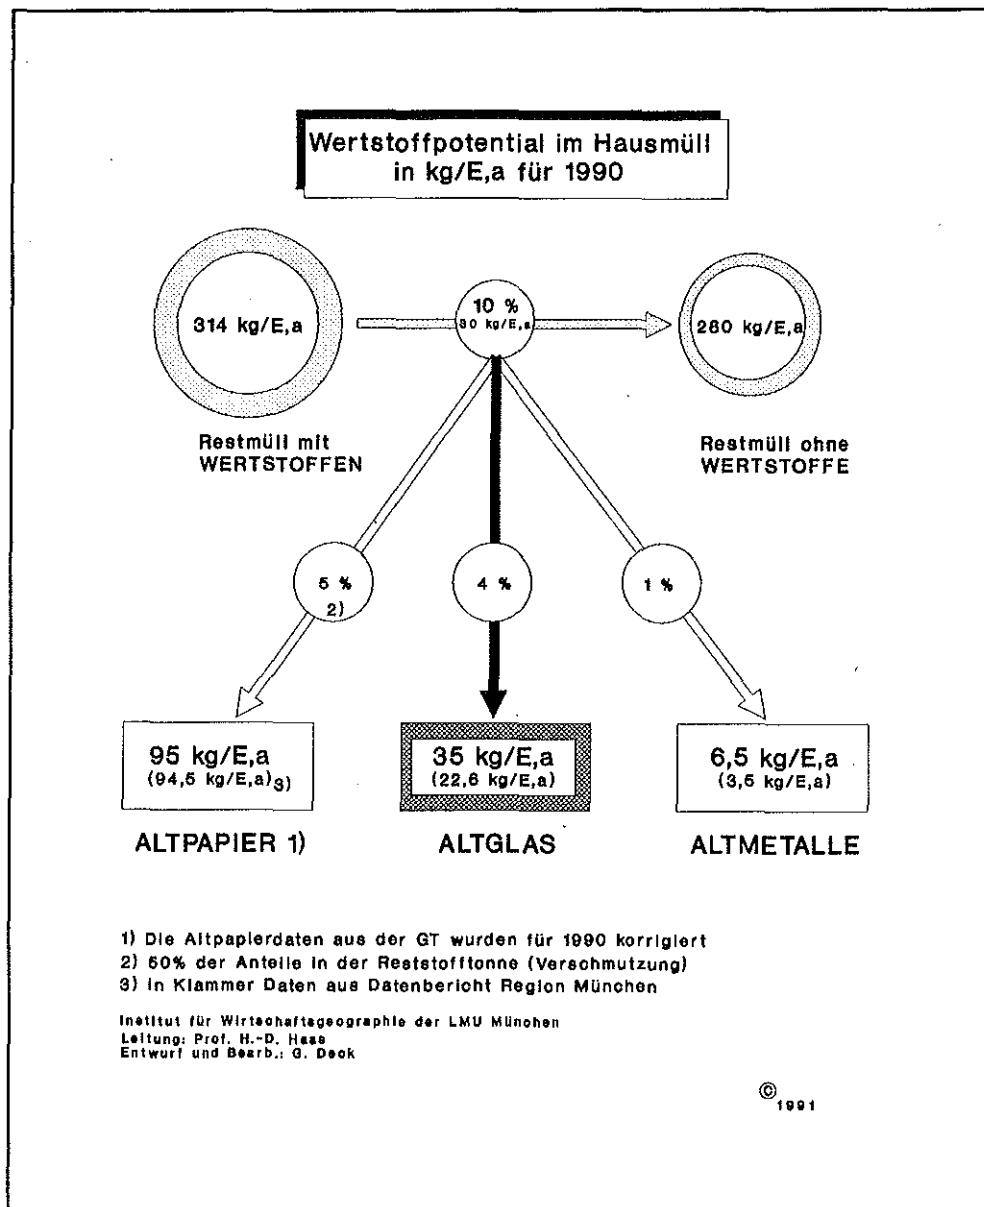 Wertstoffpotential im Hausmüll
in kg/E,a für 1990
314 kg/E,a
10 %
30 kg/E,a
280 kg/E,a
Restmüll mit
WERTSTOFFEN
Restmüll ohne
WERTSTOFFE
5 %
2)
4 %
1 %
95 kg/E,a
(94,5 kg/E,a)3)
35 kg/E,a
(22,6 kg/E,a)
6,5 kg/E,a
(3,5 kg/E,a)
ALTPAPIER 1)
ALTGLAS
ALTMETALLE
1) Die Altpapierdaten aus der GT wurden für 1990 korrigiert
2) 50% der Anteile in der Reststofftonne (Verschmutzung)
3) In Klammer Daten aus Datenbericht Region München
Institut für Wirtschaftsgeographie der LMU München
Leitung: Prof. H.-D. Haas
Entwurf und Bearb.: G. Deck
© 1991